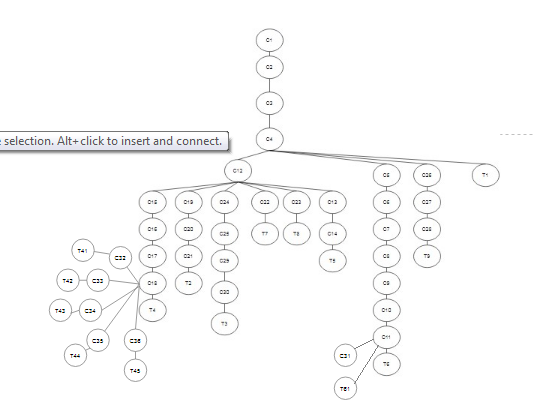 C1
C2
C3
C4
e selection. Alt+click to insert and connect.
C12
C5
C26
T1
C15
C19
C24
C22
C23
C13
C6
C27
C16
C20
C25
T7
T8
C14
C7
C28
T41
C32
C17
C21
C29
T5
C8
T9
T42
C33
C18
T2
C9
C30
T43
C34
T4
C10
T3
C35
C36
C11
T44
C31
T6
T45
TB1